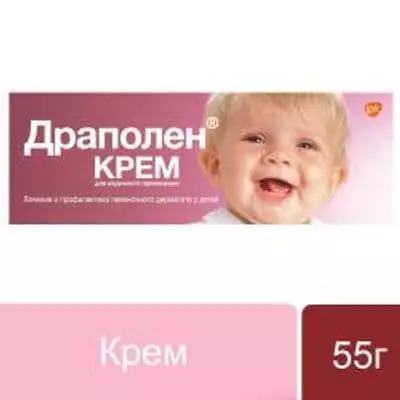 Драполен®
КРЕМ
для наружного применения
Лечение и профилактика пеленочного дерматита у детей
gsk
Крем
55г